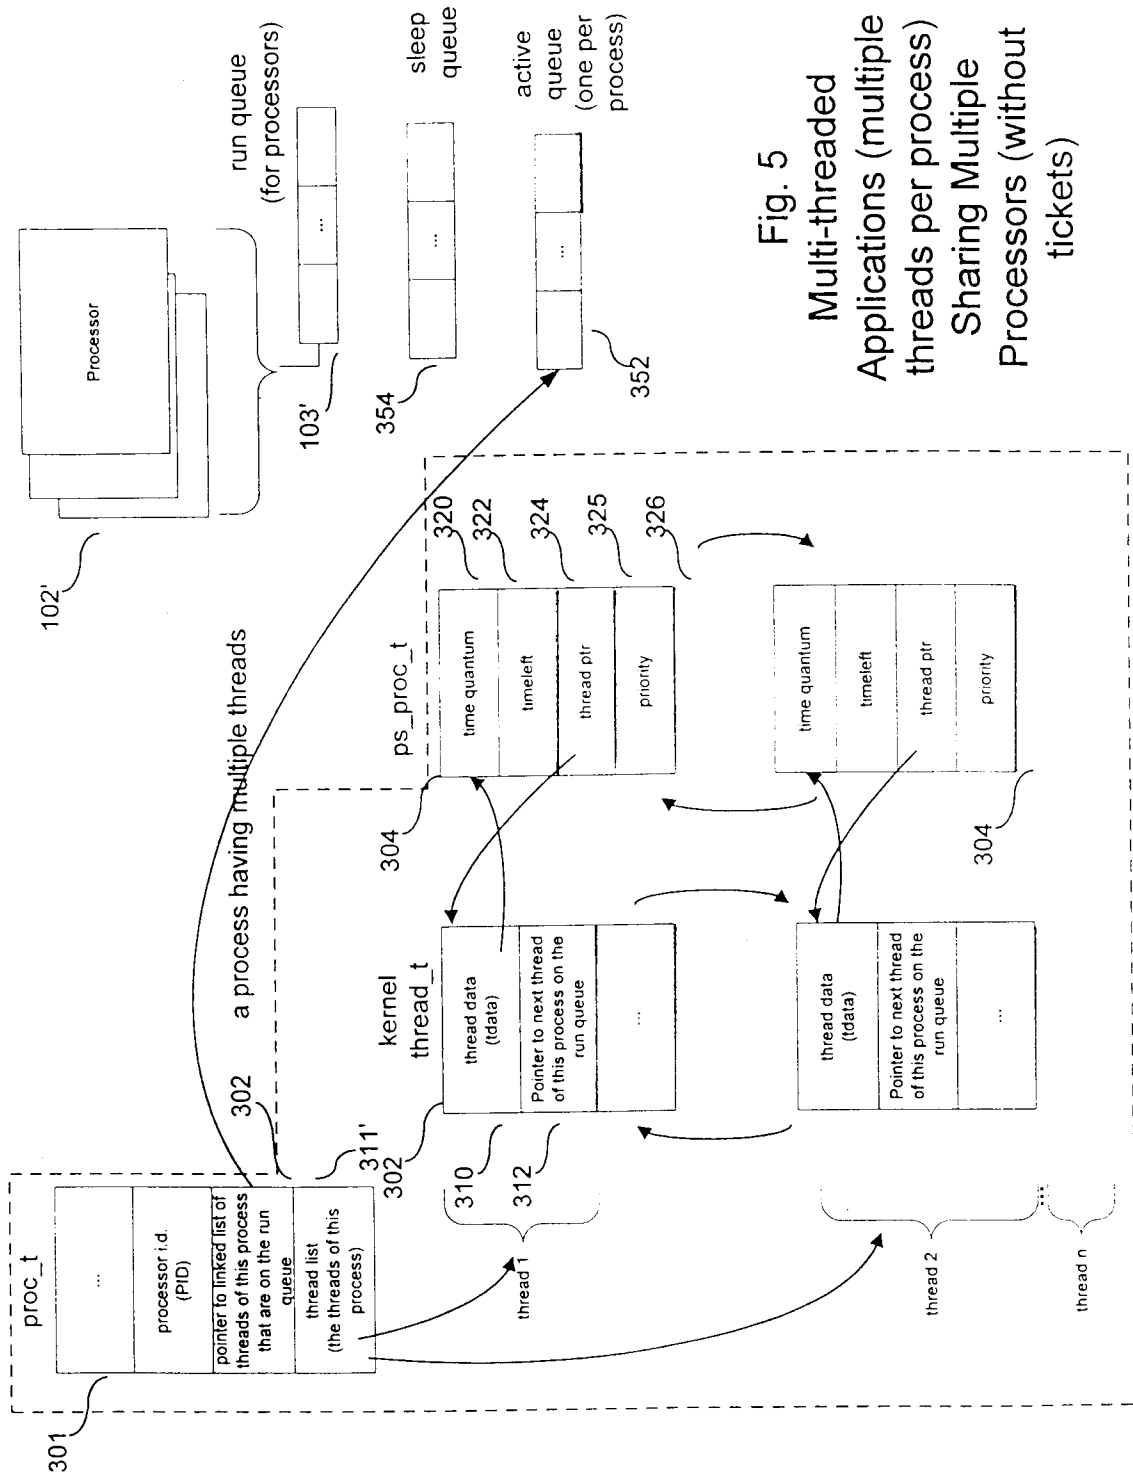 proc_t
...
processor i.d.
(PID)
pointer to linked list of
threads of this process
that are on the run
queue
thread list
(the threads of this
process)
301
302
311'
a process having multiple threads
102'
Processor
run queue
(for processors)
...
103'
sleep
queue
...
354
active
queue
(one per
process)
...
352
kernel
thread_t
302
thread data
(tdata)
Pointer to next thread
of this process on the
run queue
...
310
312
thread 1
ps_proc_t
304
time quantum
timeleft
thread ptr
priority
320
322
324
325
326
thread data
(tdata)
Pointer to next thread
of this process on the
run queue
...
thread 2
...
thread n
time quantum
timeleft
thread ptr
priority
304
Fig. 5
Multi-threaded
Applications (multiple
threads per process)
Sharing Multiple
Processors (without
tickets)